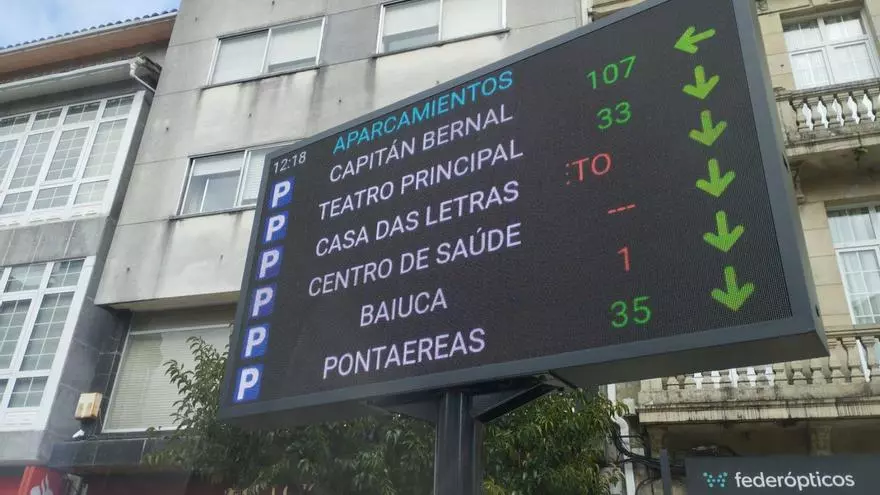 12:18 APARCAMIENTOS
P CAPITÁN BERNAL 107
P TEATRO PRINCIPAL 33
P CASA DAS LETRAS ETO
P CENTRO DE SAÚDE ---
P BAIUCA 1
P PONTAEREAS 35
federópticos